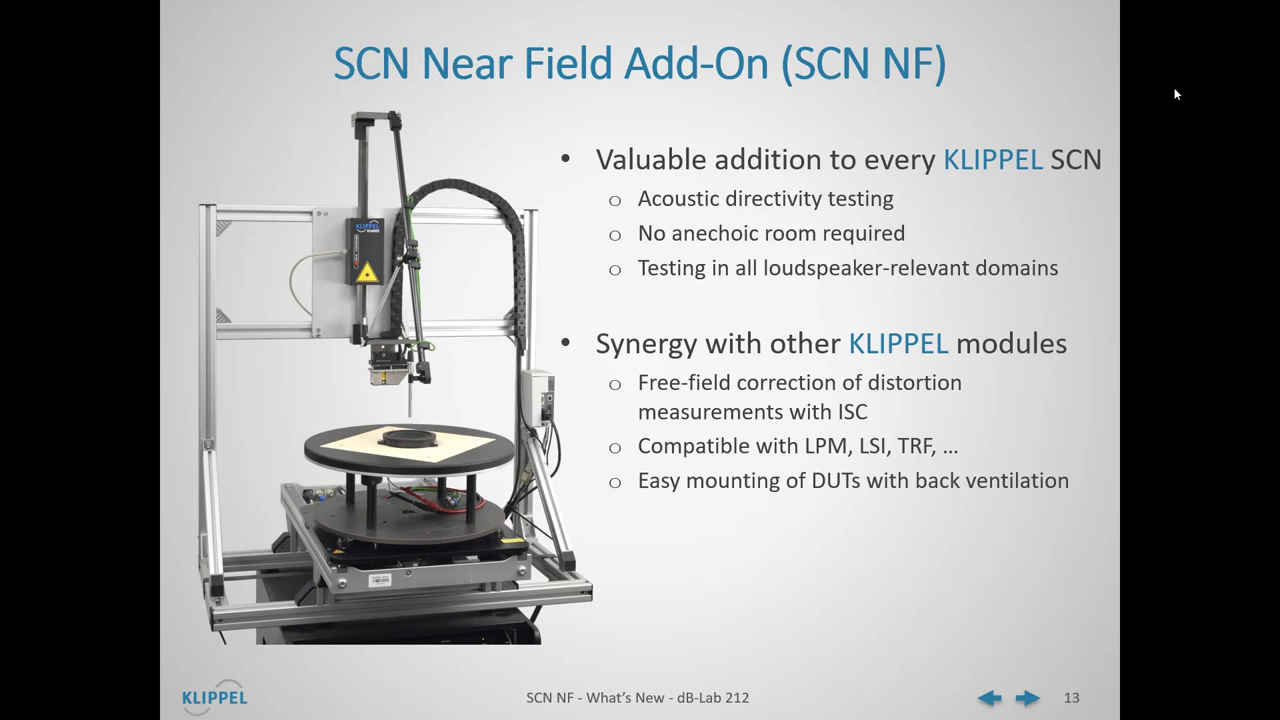 SCN Near Field Add-On (SCN NF)
• Valuable addition to every KLIPPEL SCN
o Acoustic directivity testing
o No anechoic room required
o Testing in all loudspeaker-relevant domains
• Synergy with other KLIPPEL modules
o Free-field correction of distortion
measurements with ISC
o Compatible with LPM, LSI, TRF, ...
o Easy mounting of DUTs with back ventilation
KLIPPEL
KLIPPEL
SCN NF - What's New - dB-Lab 212
13